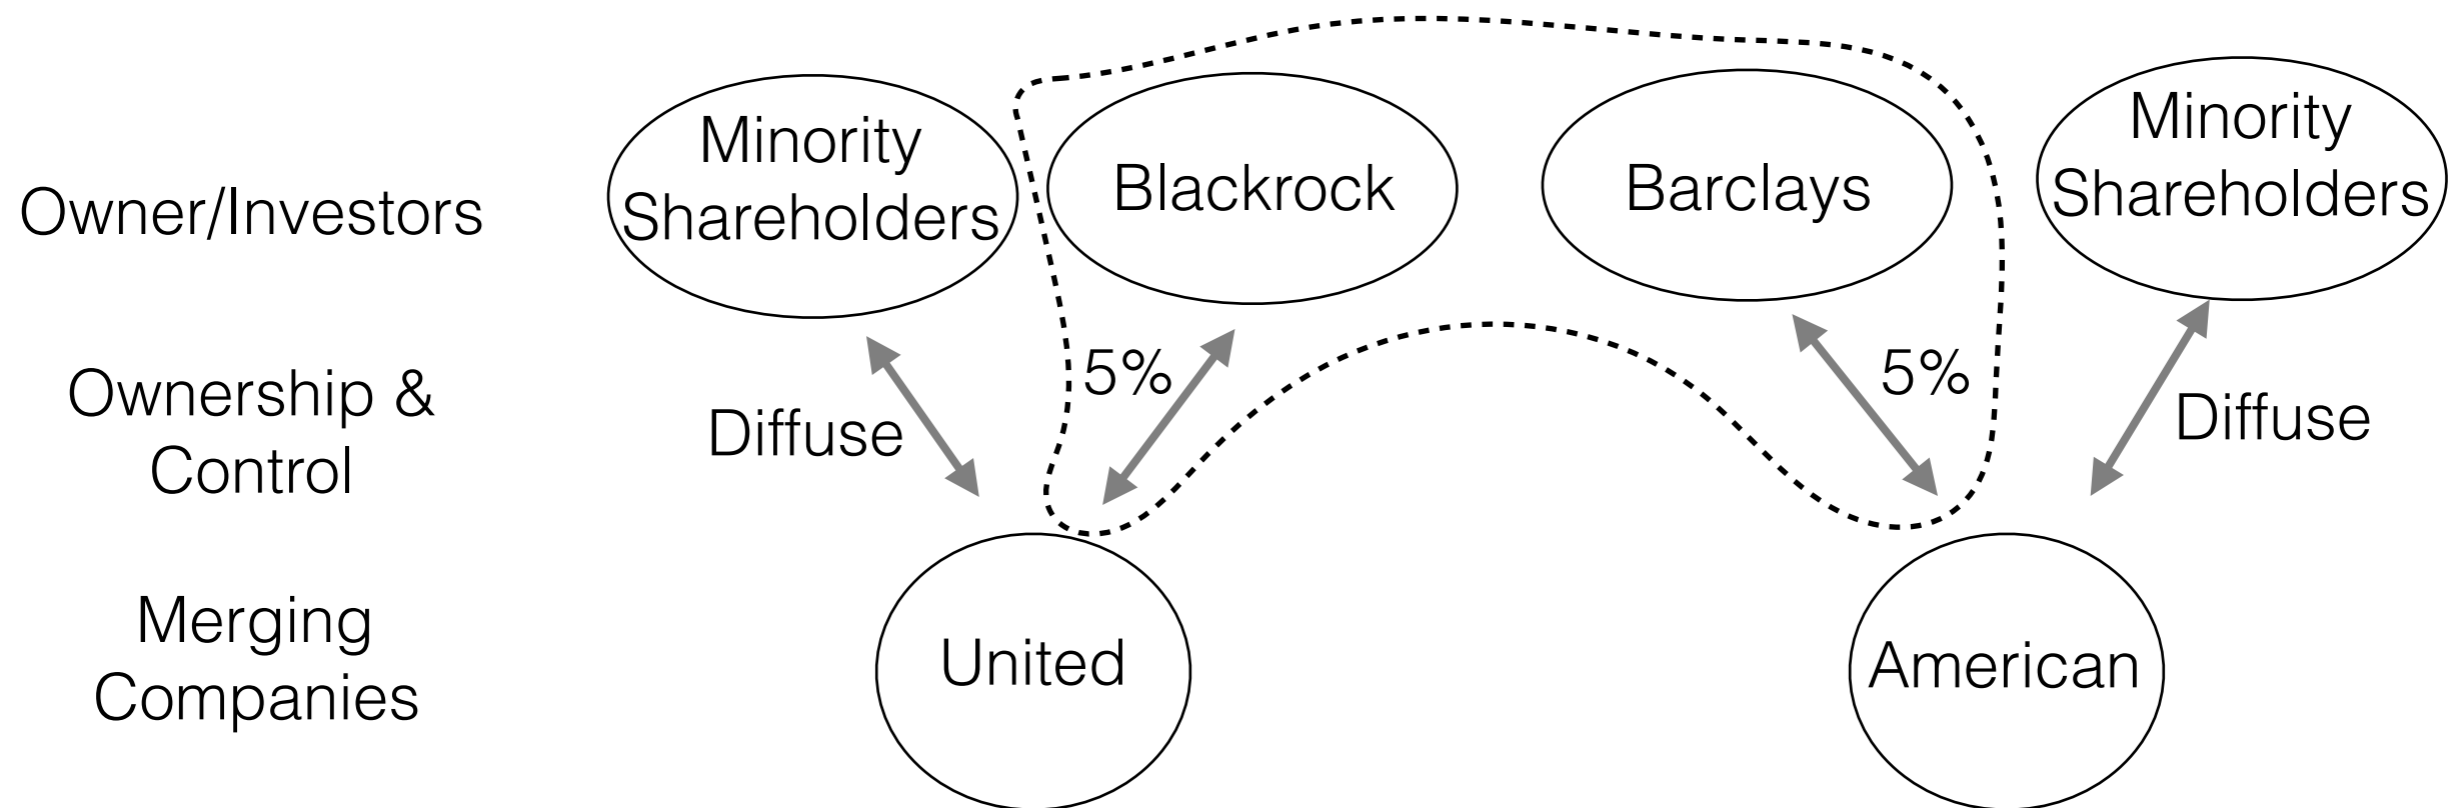 Owner/Investors
Minority
Shareholders
Blackrock
Barclays
Minority
Shareholders
Ownership &
Control
Diffuse
5%
5%
Diffuse
Merging
Companies
United
American